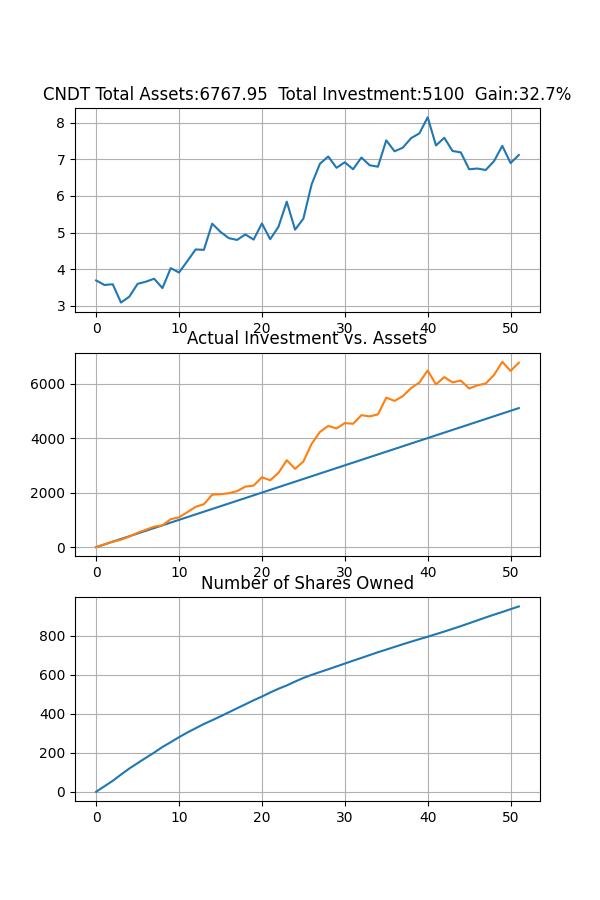 CNDT Total Assets:6767.95  Total Investment:5100  Gain:32.7%
8
7
6
5
4
3
0 10 20 30 40 50
Actual Investment vs. Assets
6000
4000
2000
0
0 10 20 30 40 50
Number of Shares Owned
800
600
400
200
0
0 10 20 30 40 50